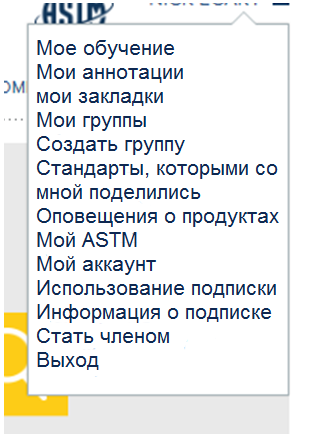 ASTM
Мое обучение
Мои аннотации
мои закладки
Мои группы
Создать группу
Стандарты, которыми со
мной поделились
Оповещения о продуктах
Мой ASTM
Мой аккаунт
Использование подписки
Информация о подписке
Стать членом
Выход